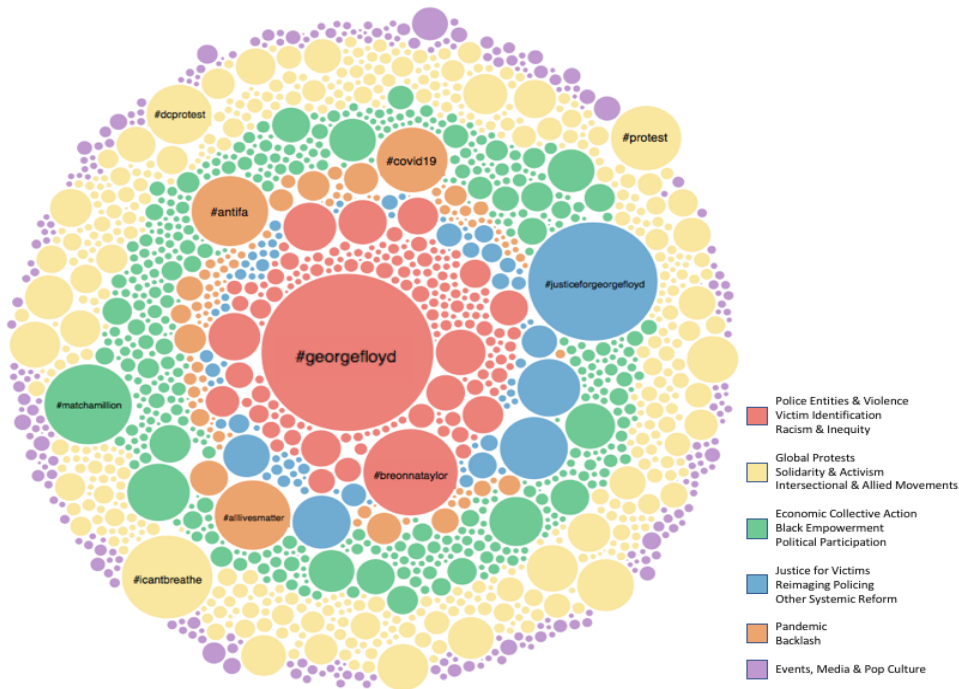 #dcprotest
#protest
#covid19
#antifa
#justiceforgeorgefloyd
#georgefloyd
#matchamillion
#breonnataylor
#alllivesmatter
#icantbreathe
Police Entities & Violence
Victim Identification
Racism & Inequity
Global Protests
Solidarity & Activism
Intersectional & Allied Movements
Economic Collective Action
Black Empowerment
Political Participation
Justice for Victims
Reimaging Policing
Other Systemic Reform
Pandemic
Backlash
Events, Media & Pop Culture